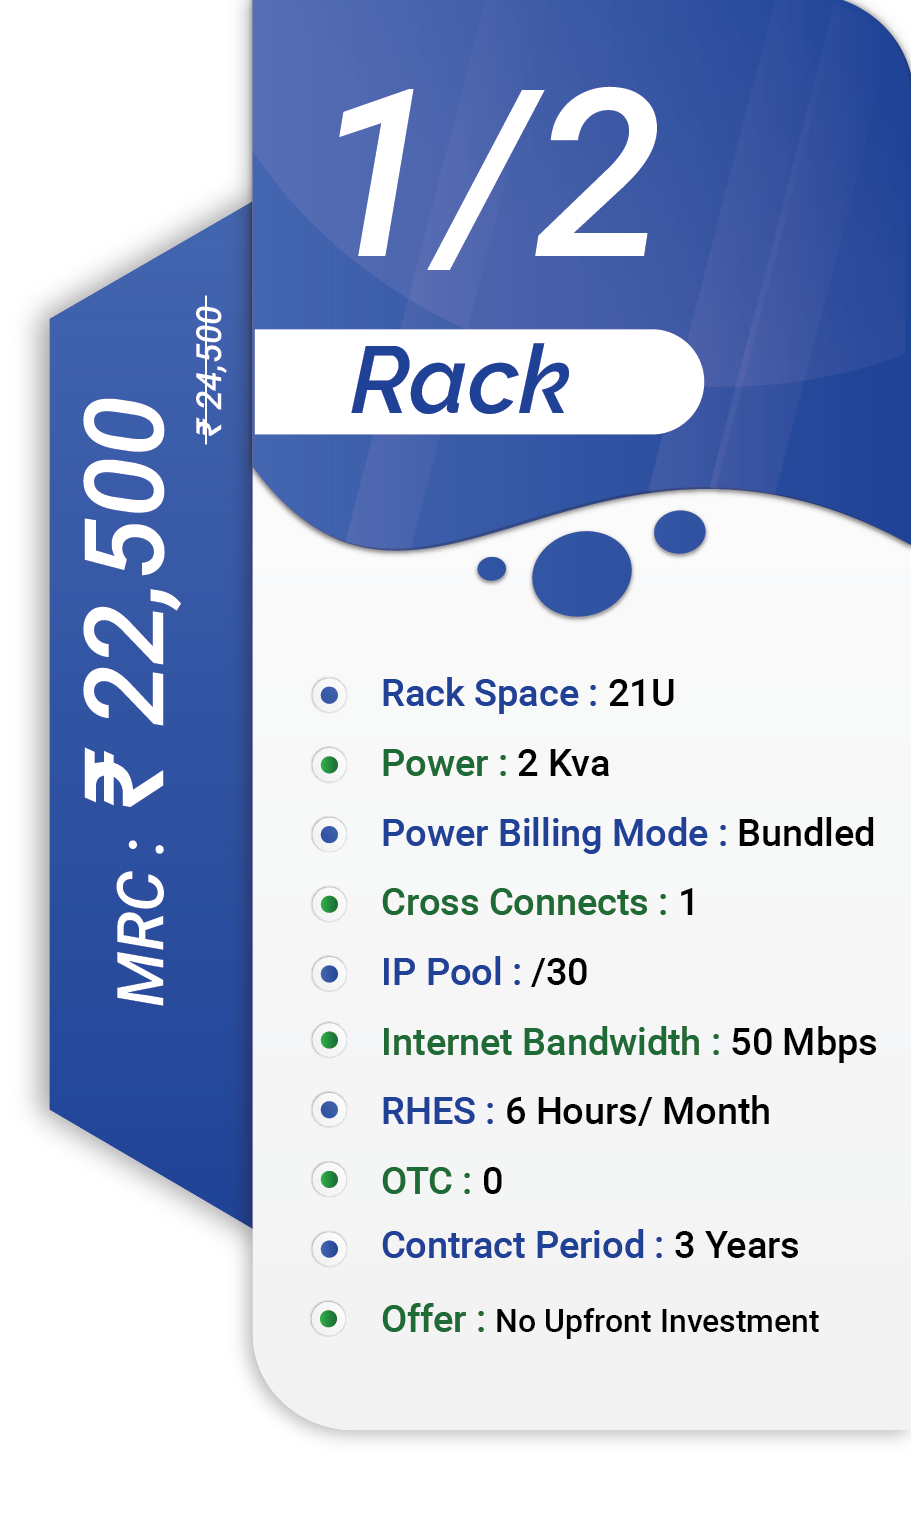 1/2
Rack
₹ 24,500
MRC : ₹ 22,500
Rack Space : 21U
Power : 2 Kva
Power Billing Mode : Bundled
Cross Connects : 1
IP Pool : /30
Internet Bandwidth : 50 Mbps
RHES : 6 Hours/ Month
OTC : 0
Contract Period : 3 Years
Offer : No Upfront Investment